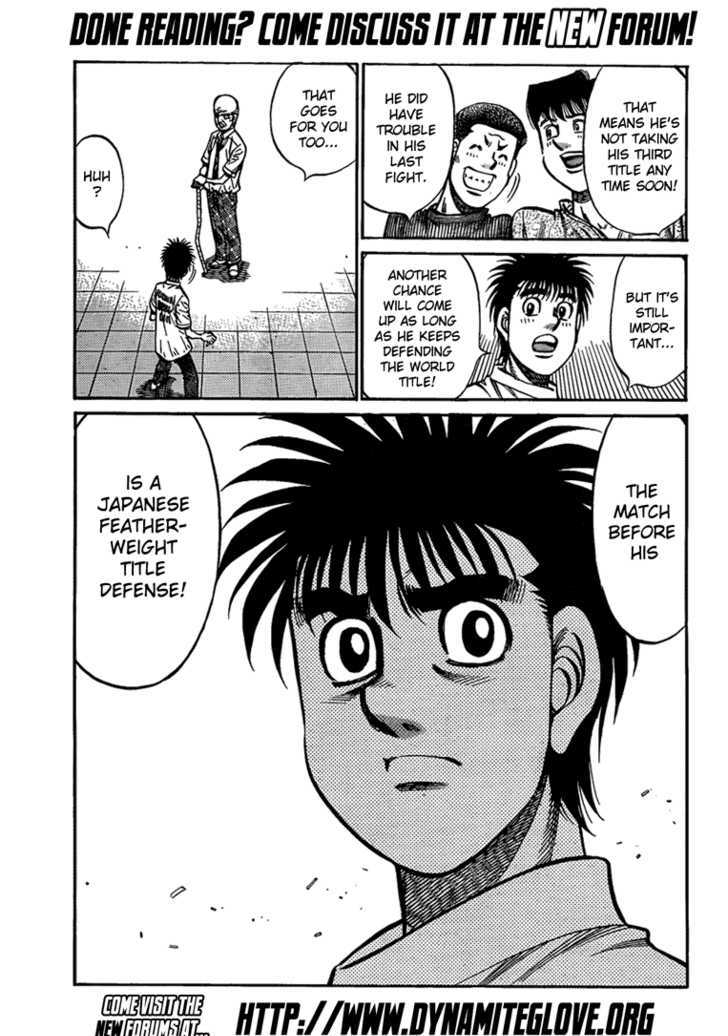 DONE READING? COME DISCUSS IT AT THE NEW FORUM!
THAT
MEANS HE'S
NOT TAKING
HIS THIRD
TITLE ANY
TIME SOON!
HE DID
HAVE
TROUBLE
IN HIS
LAST
FIGHT.
BUT IT'S
STILL
IMPOR-
TANT...
ANOTHER
CHANCE
WILL COME
UP AS LONG
AS HE KEEPS
DEFENDING
THE WORLD
TITLE!
THAT
GOES
FOR YOU
TOO...
HUH
?
THE
MATCH
BEFORE
HIS
IS A
JAPANESE
FEATHER-
WEIGHT
TITLE
DEFENSE!
COME VISIT THE
NEW FORUMS AT...
HTTP://WWW.DYNAMITEGLOVE.ORG